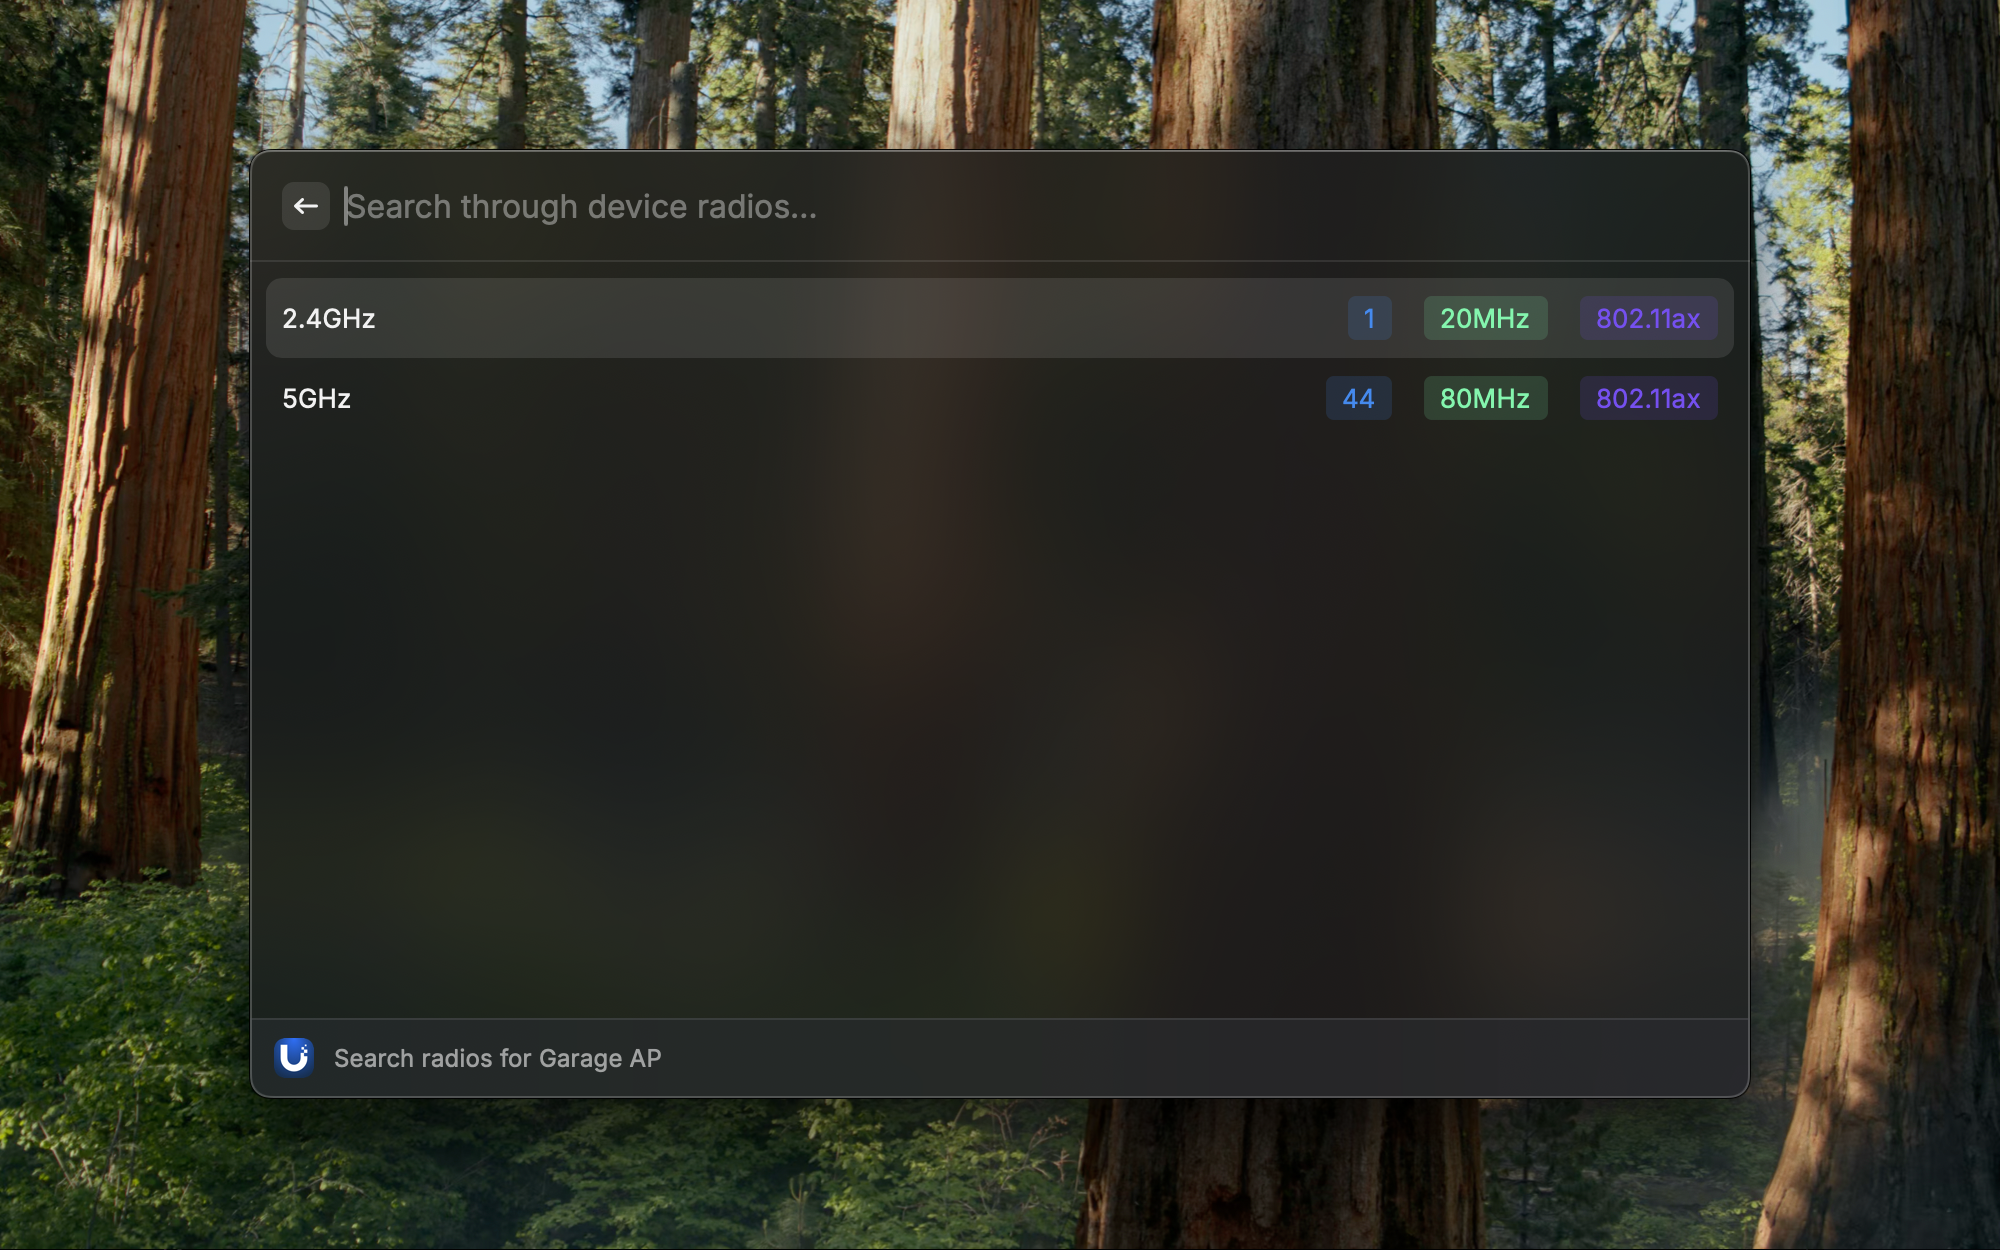 Search through device radios...
2.4GHz 1 20MHz 802.11ax
5GHz 44 80MHz 802.11ax
Search radios for Garage AP